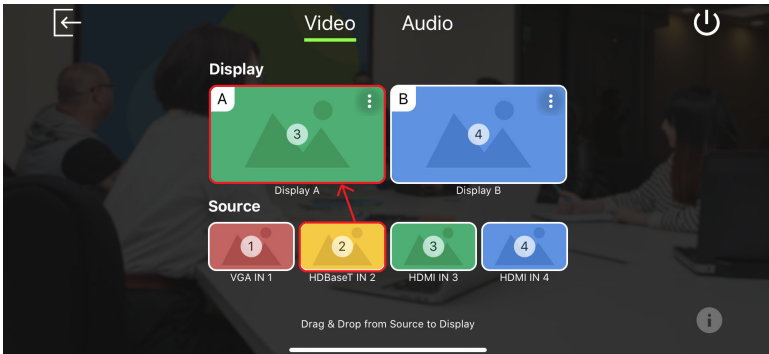 Video Audio
Display
A B
3 4
Display A Display B
Source
1 2 3 4
VGA IN 1 HDBaseT IN 2 HDMI IN 3 HDMI IN 4
Drag & Drop from Source to Display
i